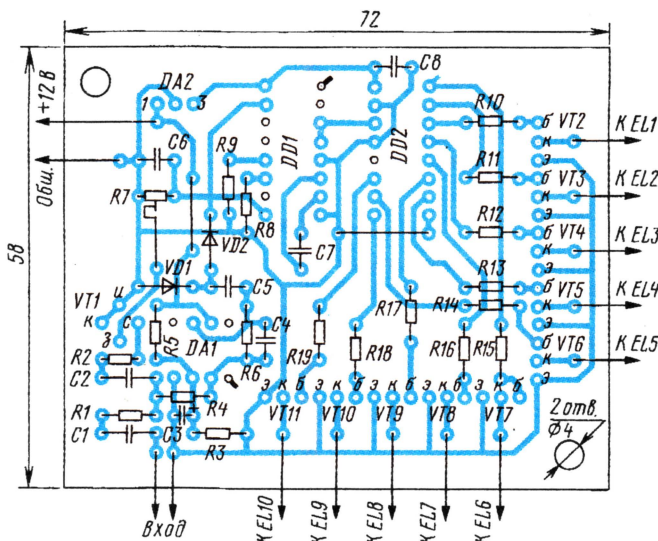 72
58
+12 В
Общ.
DA2
1
3
C8
C6
R9
DD1
DD2
R10
R11
R12
R13
R14
R7
R8
VD2
C7
VD1
C5
VT1
и
к
з
с
R5
DA1
C4
R6
R2
C2
R1
C1
R4
C3
R3
R19
R18
R17
R16
R15
б VT2
к
э
К EL1
б VT3
к
э
К EL2
б VT4
к
э
К EL3
б VT5
к
э
К EL4
б VT6
к
э
К EL5
э к б
э к б
э к б
э к б
э к б
VT11
VT10
VT9
VT8
VT7
2 отв.
ϕ4
Вход
К EL10
К EL9
К EL8
К EL7
К EL6